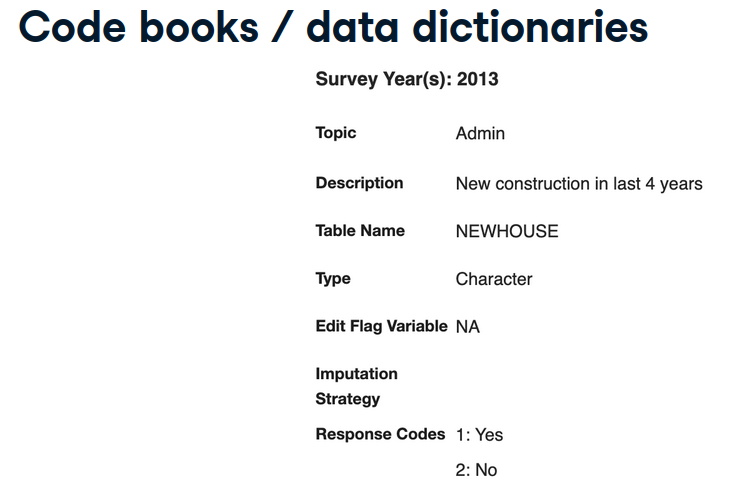 Code books / data dictionaries
Survey Year(s): 2013
Topic Admin
Description New construction in last 4 years
Table Name NEWHOUSE
Type Character
Edit Flag Variable NA
Imputation
Strategy
Response Codes 1: Yes
2: No